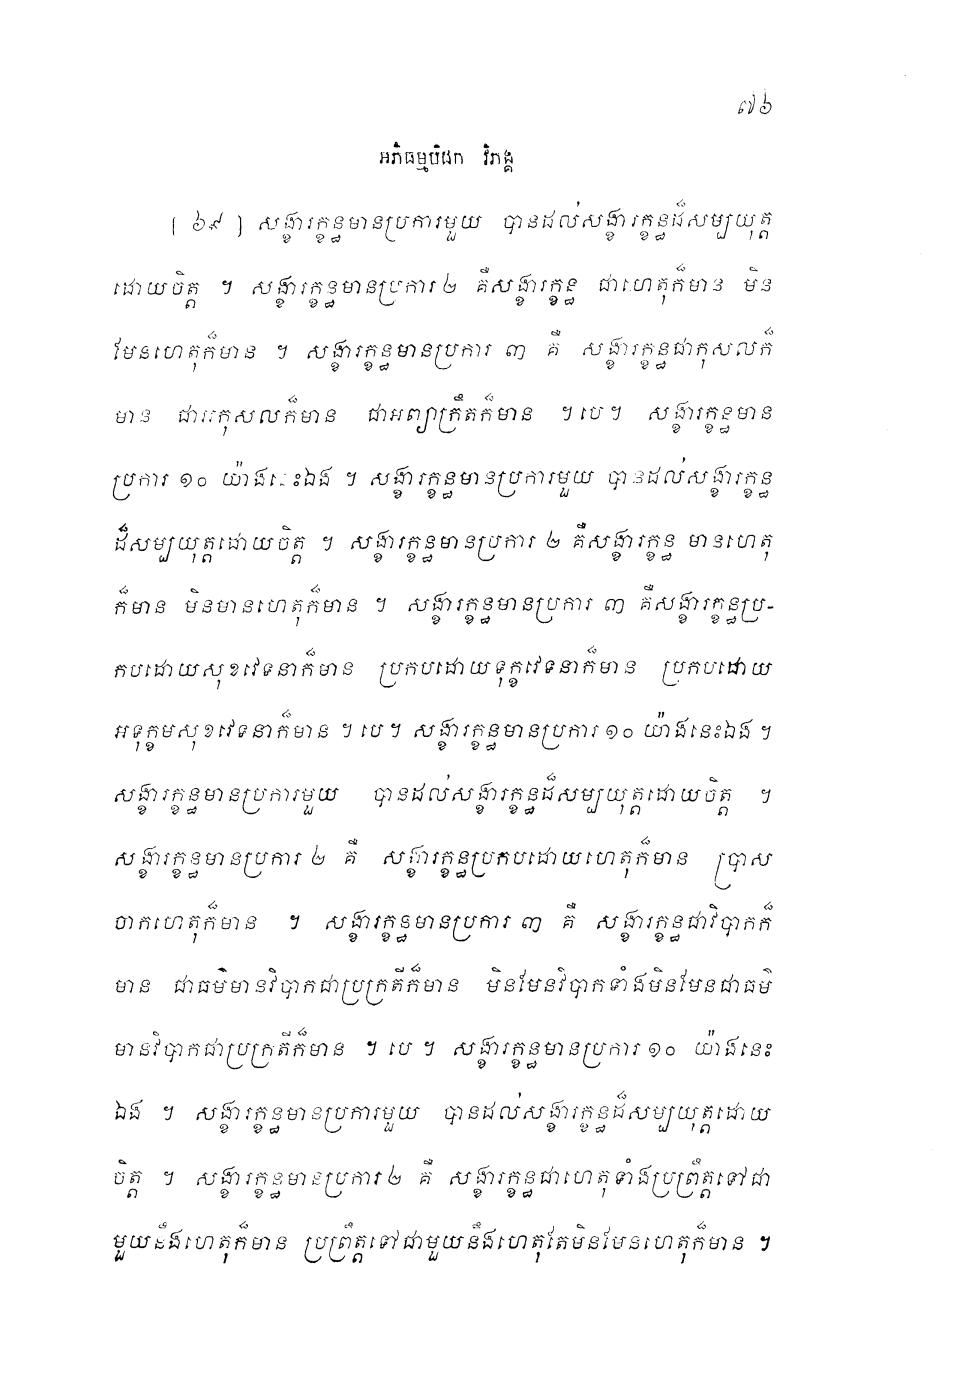 ៧៦
អភិធម្មបិដក វិភង្គ
[ ៦៩ ] សង្ខារក្ខន្ធមានប្រការមួយ បានដល់សង្ខារក្ខន្ធដ៏សម្បយុត្ត
ដោយចិត្ត ។ សង្ខារក្ខន្ធមានប្រការ ២ គឺសង្ខារក្ខន្ធ ជាហេតុក៏មាន មិន
មែនហេតុក៏មាន ។ សង្ខារក្ខន្ធមានប្រការ ៣ គឺ សង្ខារក្ខន្ធជាកុសលក៏
មាន ជាអកុសលក៏មាន ជាអព្យាក្រឹតក៏មាន ។ បេ ។ សង្ខារក្ខន្ធមាន
ប្រការ ១០ យ៉ាងនេះឯង ។ សង្ខារក្ខន្ធមានប្រការមួយ បានដល់សង្ខារក្ខន្ធ
ដ៏សម្បយុត្តដោយចិត្ត ។ សង្ខារក្ខន្ធមានប្រការ ២ គឺសង្ខារក្ខន្ធ មានហេតុ
ក៏មាន មិនមានហេតុក៏មាន ។ សង្ខារក្ខន្ធមានប្រការ ៣ គឺសង្ខារក្ខន្ធប្រ-
កបដោយសុខវេទនាក៏មាន ប្រកបដោយទុក្ខវេទនាក៏មាន ប្រកបដោយ
អទុក្ខមសុខវេទនាក៏មាន ។ បេ ។ សង្ខារក្ខន្ធមានប្រការ ១០ យ៉ាងនេះឯង ។
សង្ខារក្ខន្ធមានប្រការមួយ បានដល់សង្ខារក្ខន្ធដ៏សម្បយុត្តដោយចិត្ត ។
សង្ខារក្ខន្ធមានប្រការ ២ គឺ សង្ខារក្ខន្ធប្រកបដោយហេតុក៏មាន ប្រាស
ចាកហេតុក៏មាន ។ សង្ខារក្ខន្ធមានប្រការ ៣ គឺ សង្ខារក្ខន្ធជាវិបាកក៏
មាន ជាធម៌មានវិបាកជាប្រក្រតីក៏មាន មិនមែនវិបាកទាំងមិនមែនជាធម៌
មានវិបាកជាប្រក្រតីក៏មាន ។ បេ ។ សង្ខារក្ខន្ធមានប្រការ ១០ យ៉ាងនេះ
ឯង ។ សង្ខារក្ខន្ធមានប្រការមួយ បានដល់សង្ខារក្ខន្ធដ៏សម្បយុត្តដោយ
ចិត្ត ។ សង្ខារក្ខន្ធមានប្រការ ២ គឺ សង្ខារក្ខន្ធជាហេតុទាំងប្រព្រឹត្តទៅជា
មួយនឹងហេតុក៏មាន ប្រព្រឹត្តទៅជាមួយនឹងហេតុតែមិនមែនហេតុក៏មាន ។